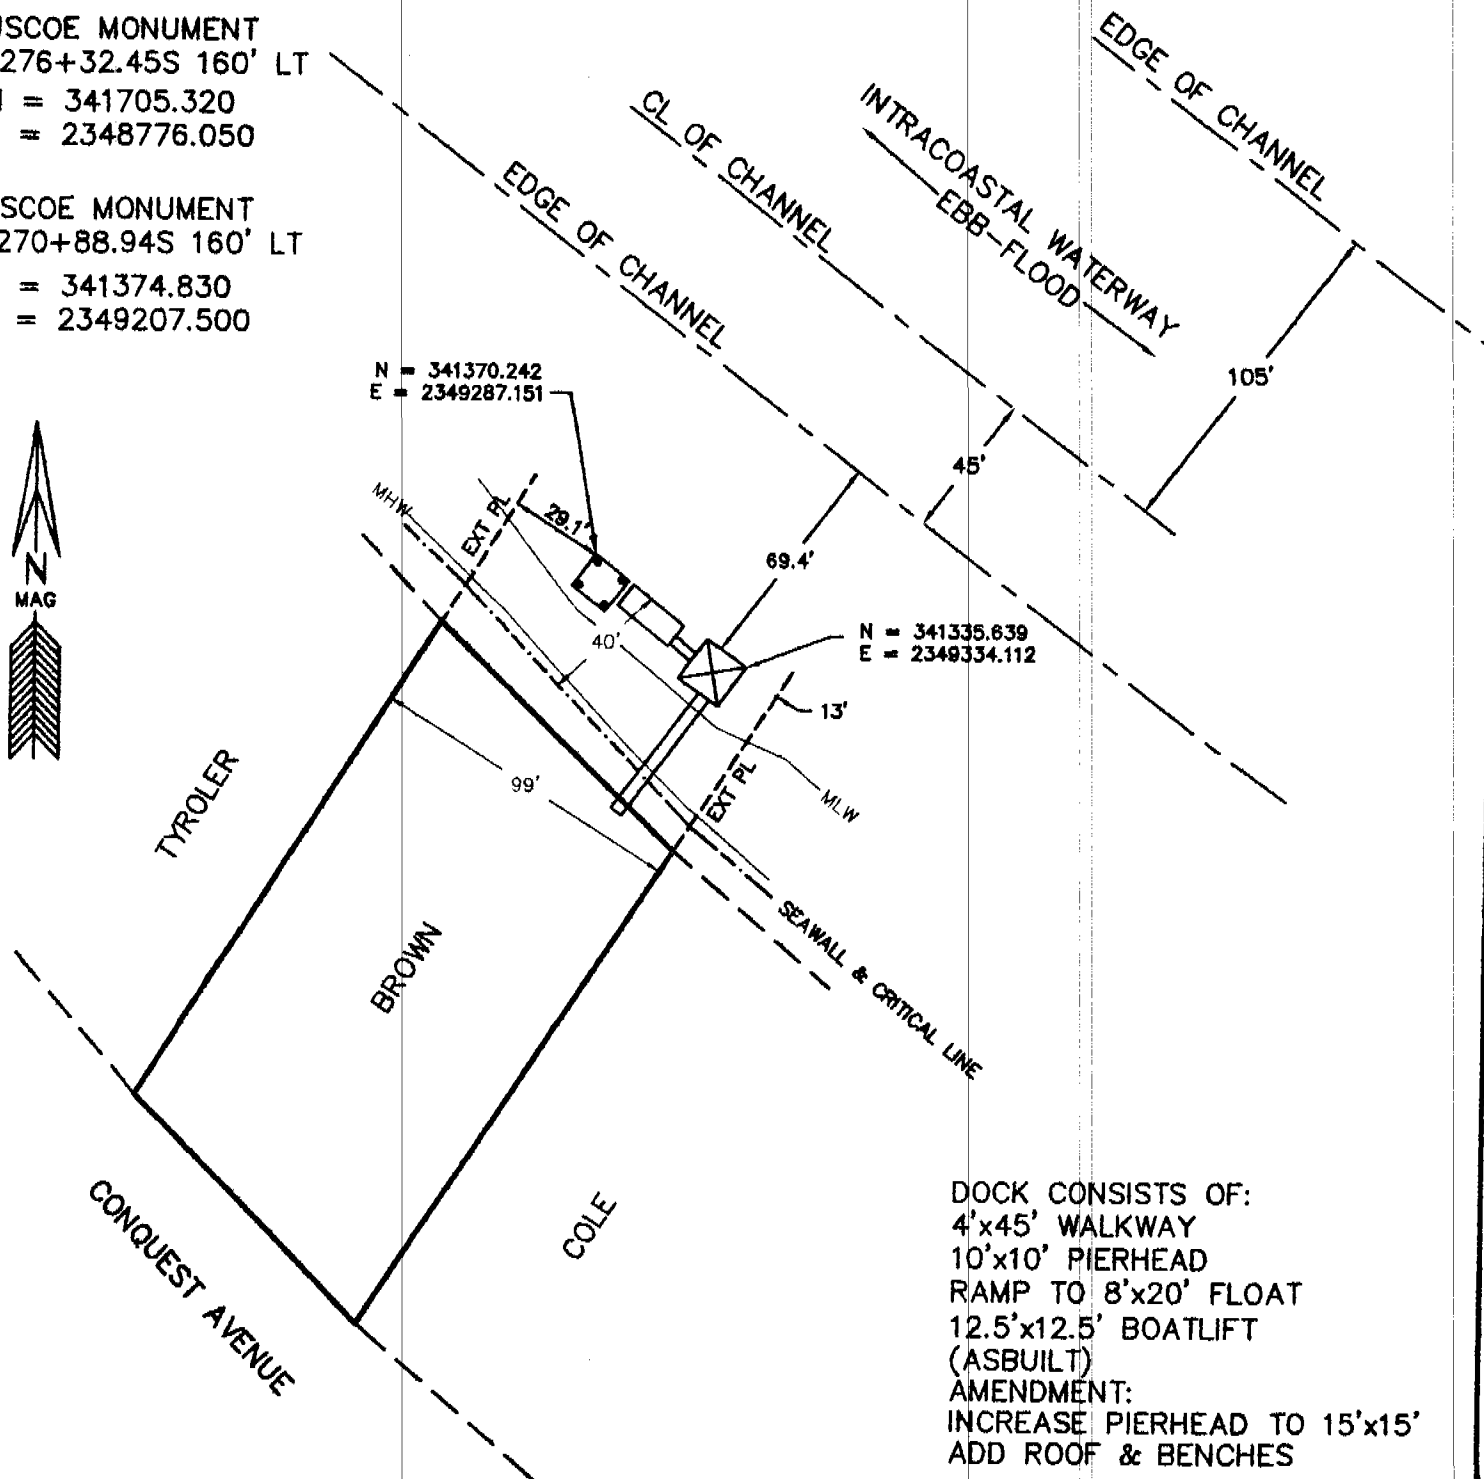 USCOE MONUMENT
276+32.45S 160' LT
= 341705.320
= 2348776.050
SCOE MONUMENT
270+88.94S 160' LT
= 341374.830
= 2349207.500
EDGE OF CHANNEL
CL OF CHANNEL
INTRACOASTAL WATERWAY
EBB-FLOOD
EDGE OF CHANNEL
105'
45'
69.4'
N = 341370.242
E = 2349287.151
MHW
EXT PL
29.1'
40'
N = 341335.639
E = 2349334.112
13'
EXT PL
MLW
99'
N
MAG
TYROLER
BROWN
COLE
SEAWALL & CRITICAL LINE
CONQUEST AVENUE
DOCK CONSISTS OF:
4'x45' WALKWAY
10'x10' PIERHEAD
RAMP TO 8'x20' FLOAT
12.5'x12.5' BOATLIFT
(ASBUILT)
AMENDMENT:
INCREASE PIERHEAD TO 15'x15'
ADD ROOF & BENCHES